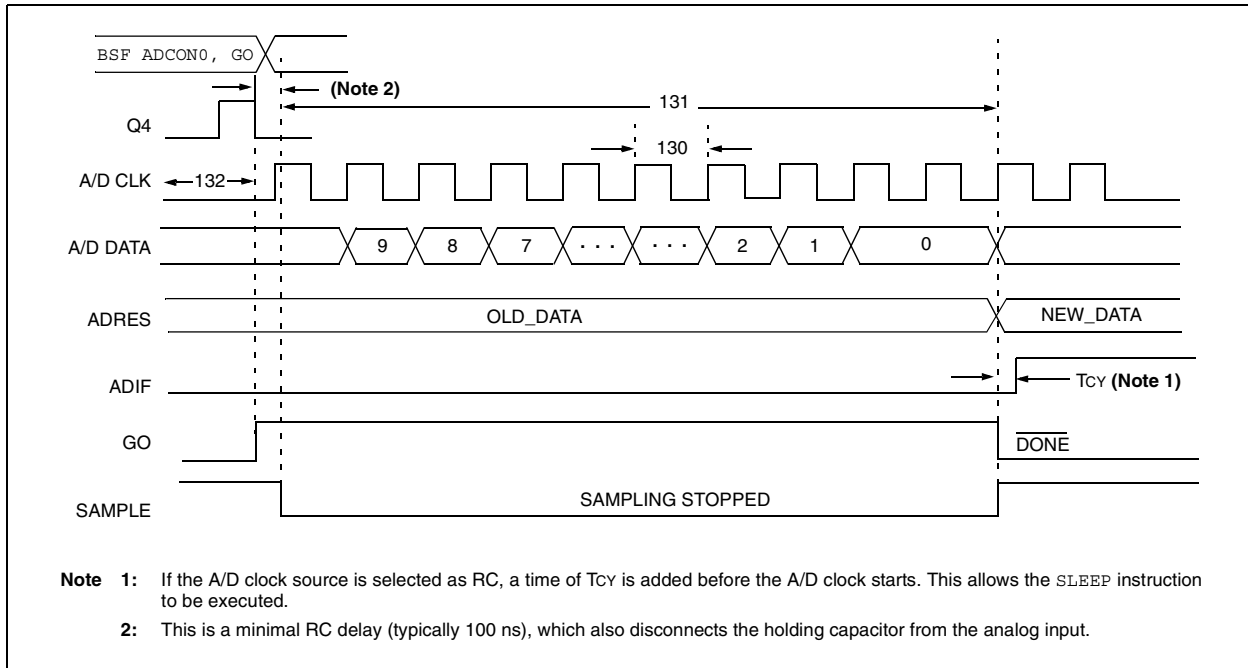 BSF ADCON0, GO
(Note 2)
131
Q4
130
A/D CLK
132
A/D DATA
9 8 7 . . . . . . 2 1 0
ADRES
OLD_DATA
NEW_DATA
ADIF
TCY (Note 1)
GO
DONE
SAMPLE
SAMPLING STOPPED
Note 1: If the A/D clock source is selected as RC, a time of TCY is added before the A/D clock starts. This allows the SLEEP instruction
to be executed.
2: This is a minimal RC delay (typically 100 ns), which also disconnects the holding capacitor from the analog input.